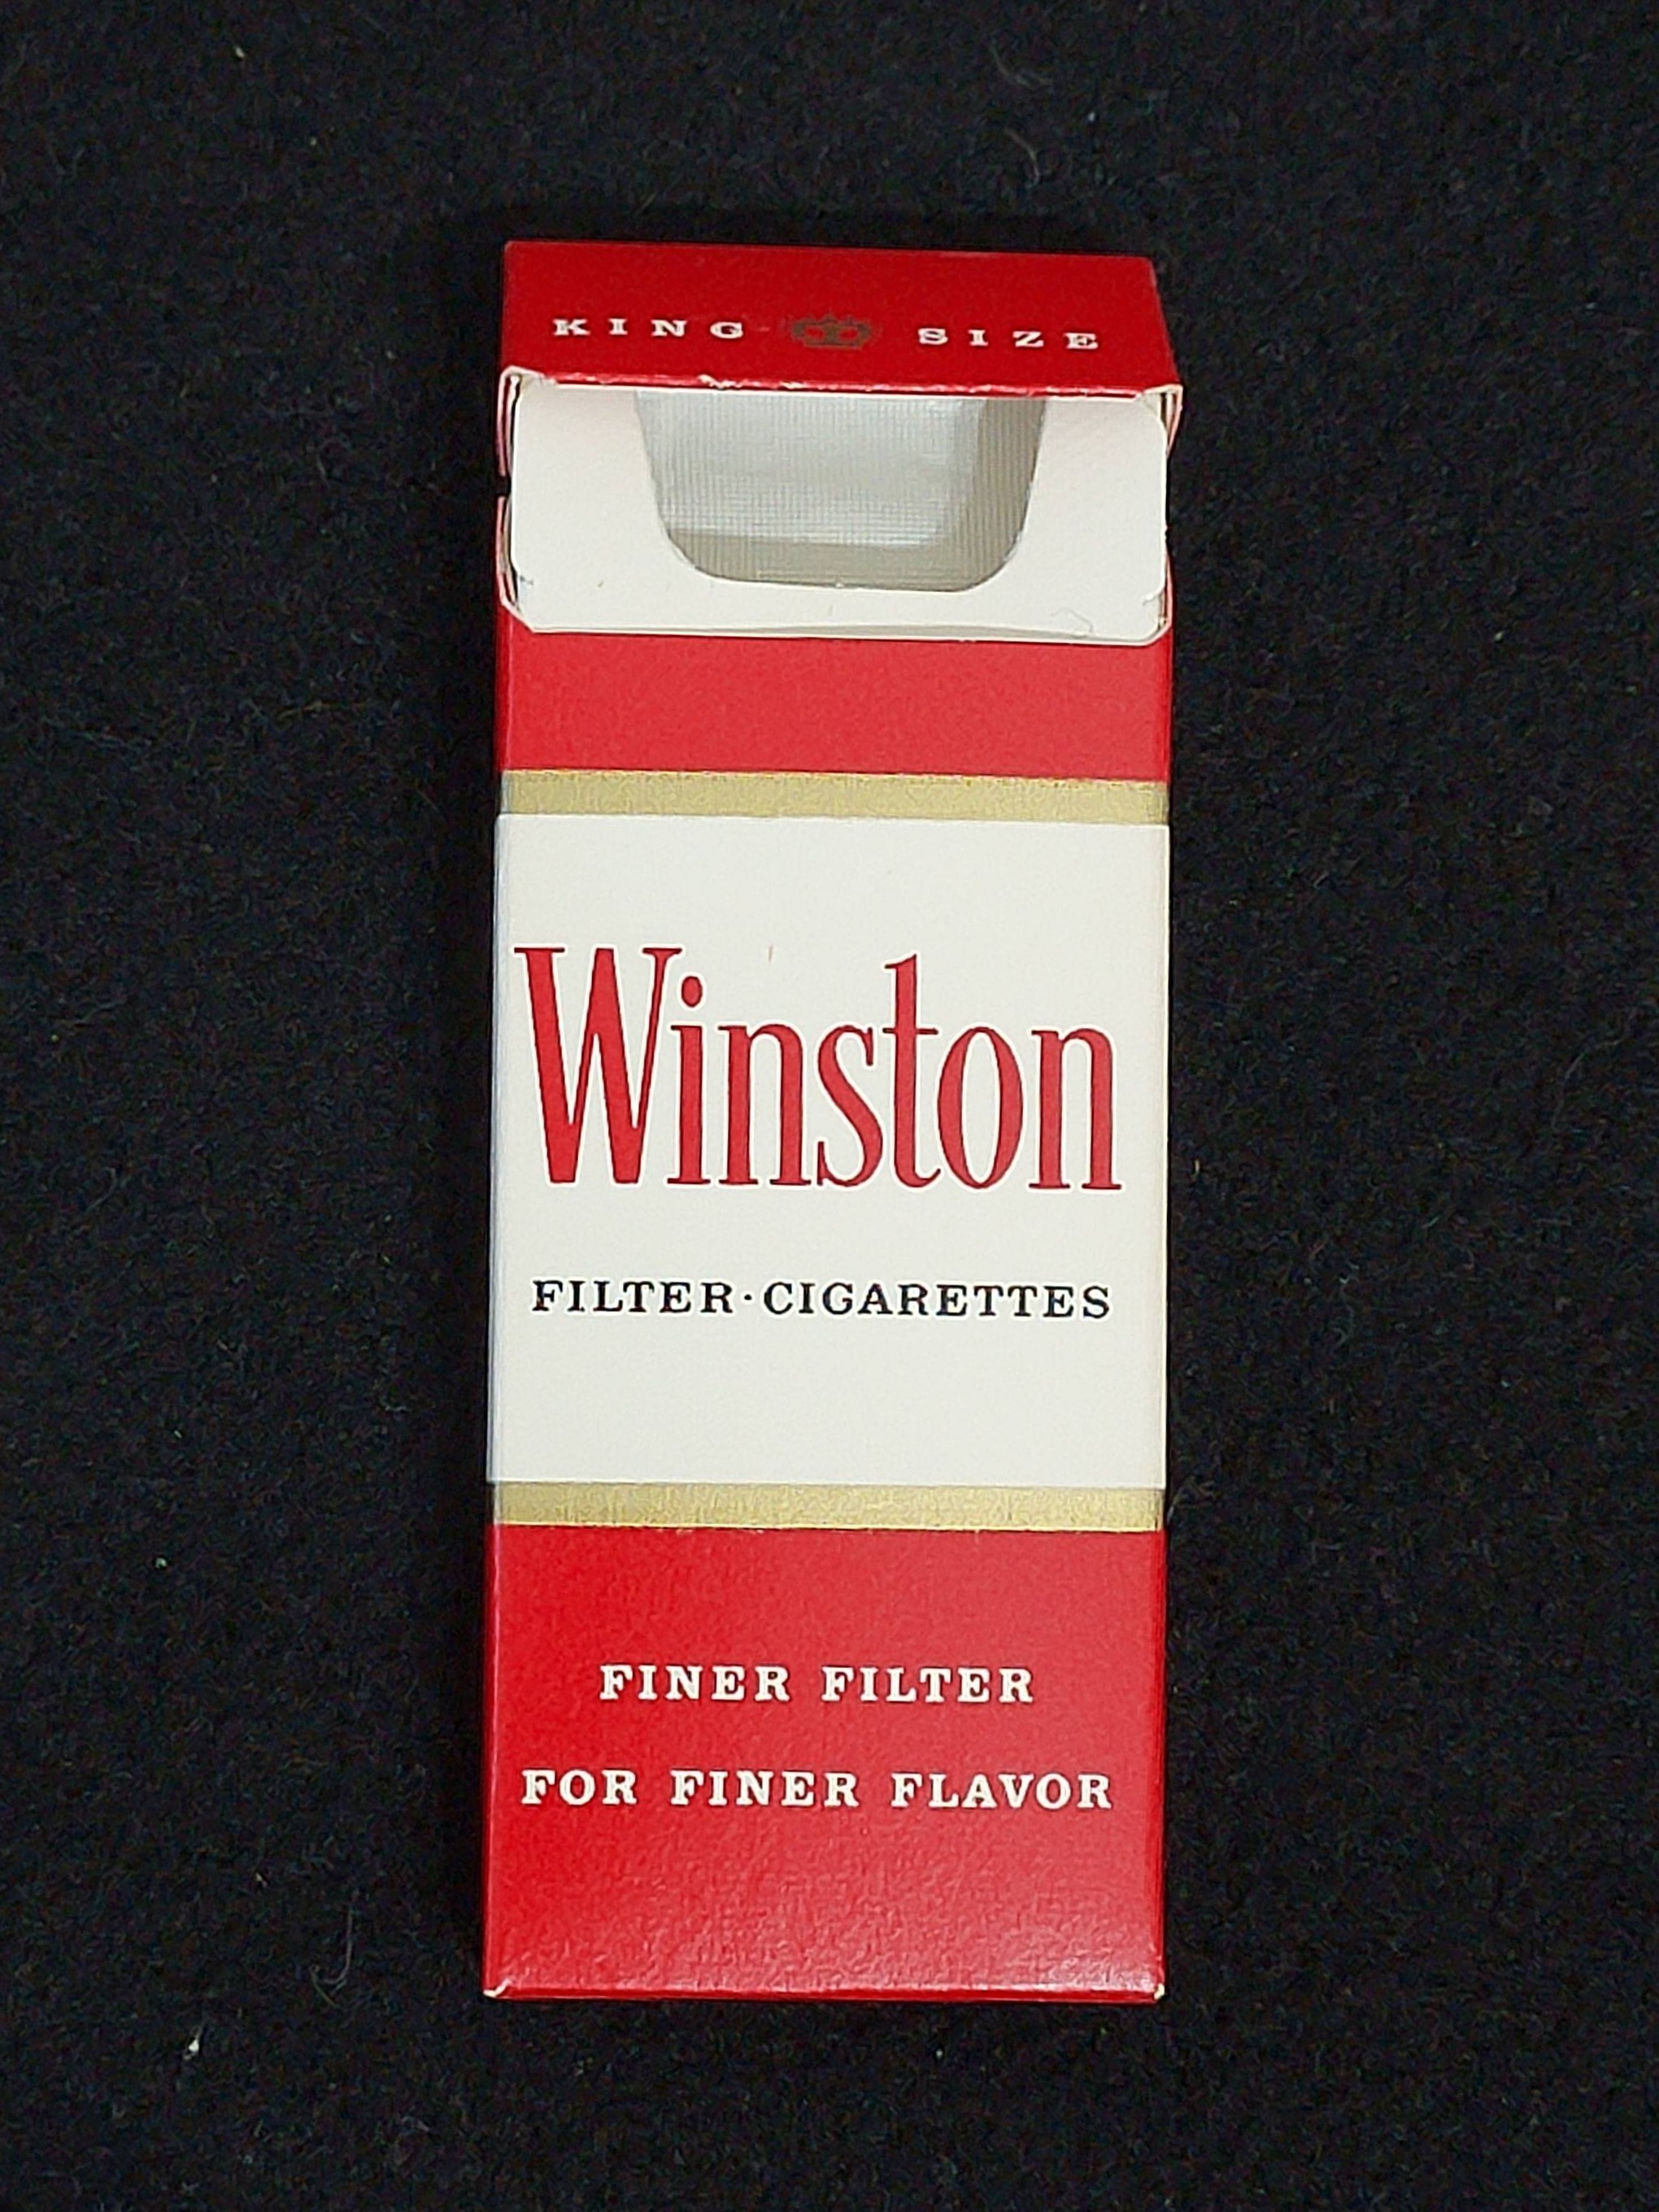 KING SIZE
Winston
FILTER·CIGARETTES
FINER FILTER
FOR FINER FLAVOR